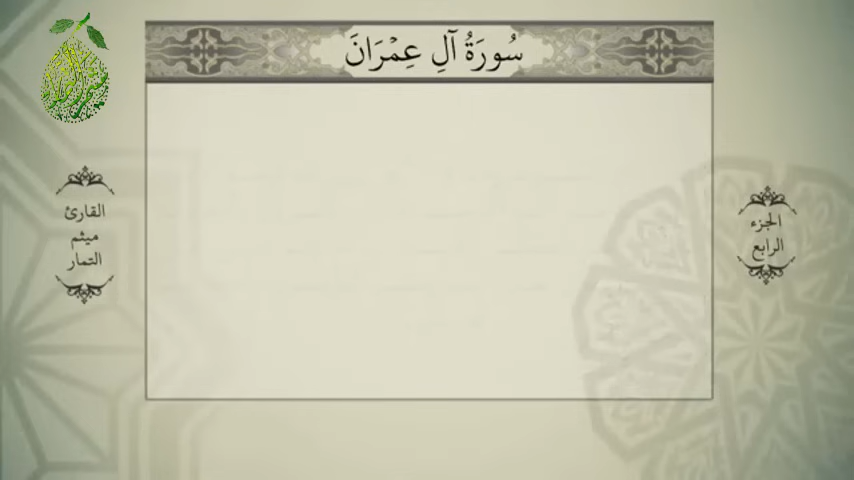 سُورَةُ آلِ عِمْرَانَ
الجزء
الرابع
القارئ
ميثم
التمار